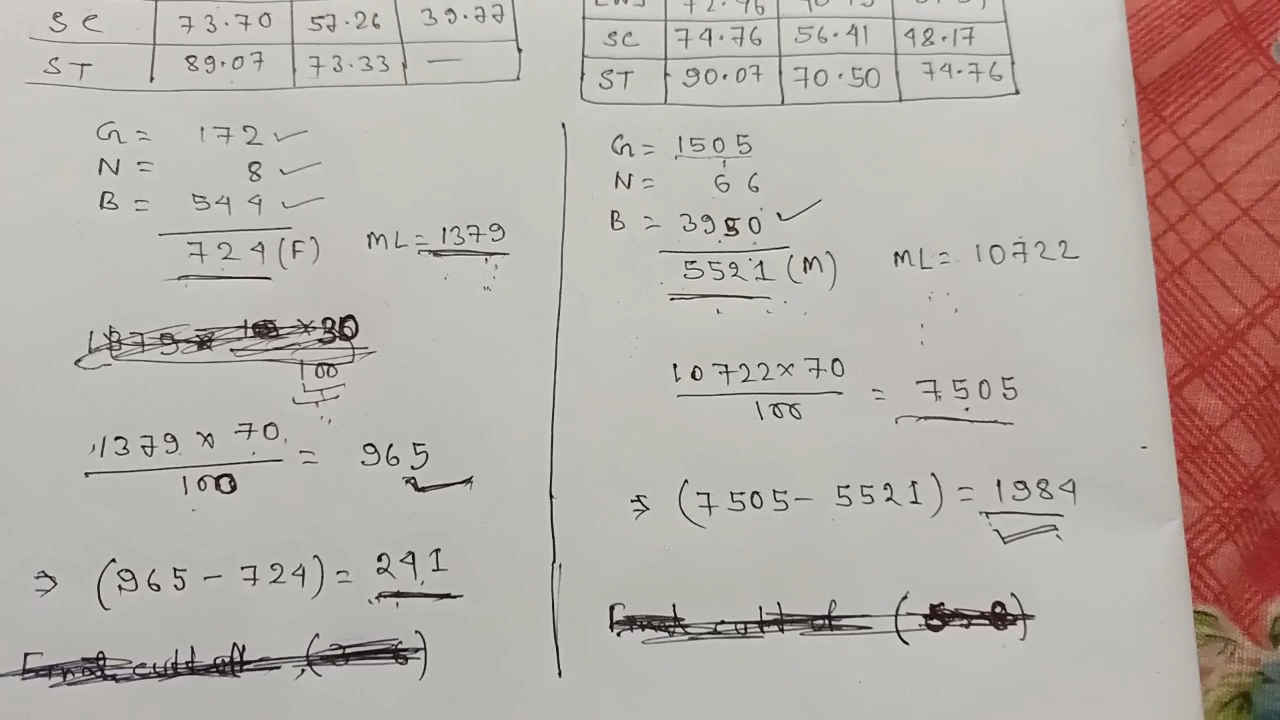 SC 73.70 57.26 39.77
ST 89.07 73.33 —
SC 74.76 56.41 48.17
ST 90.07 70.50 74.76
G = 172 ✓
N = 8 ✓
B = 544 ✓
724 (F) ML = 1379
100
1379 × 70
100
= 965
⇒ (965 - 724) = 241
G = 1505
N = 66
B = 3950 ✓
5521 (M) ML = 10722
10722 × 70
100
= 7505
⇒ (7505 - 5521) = 1984